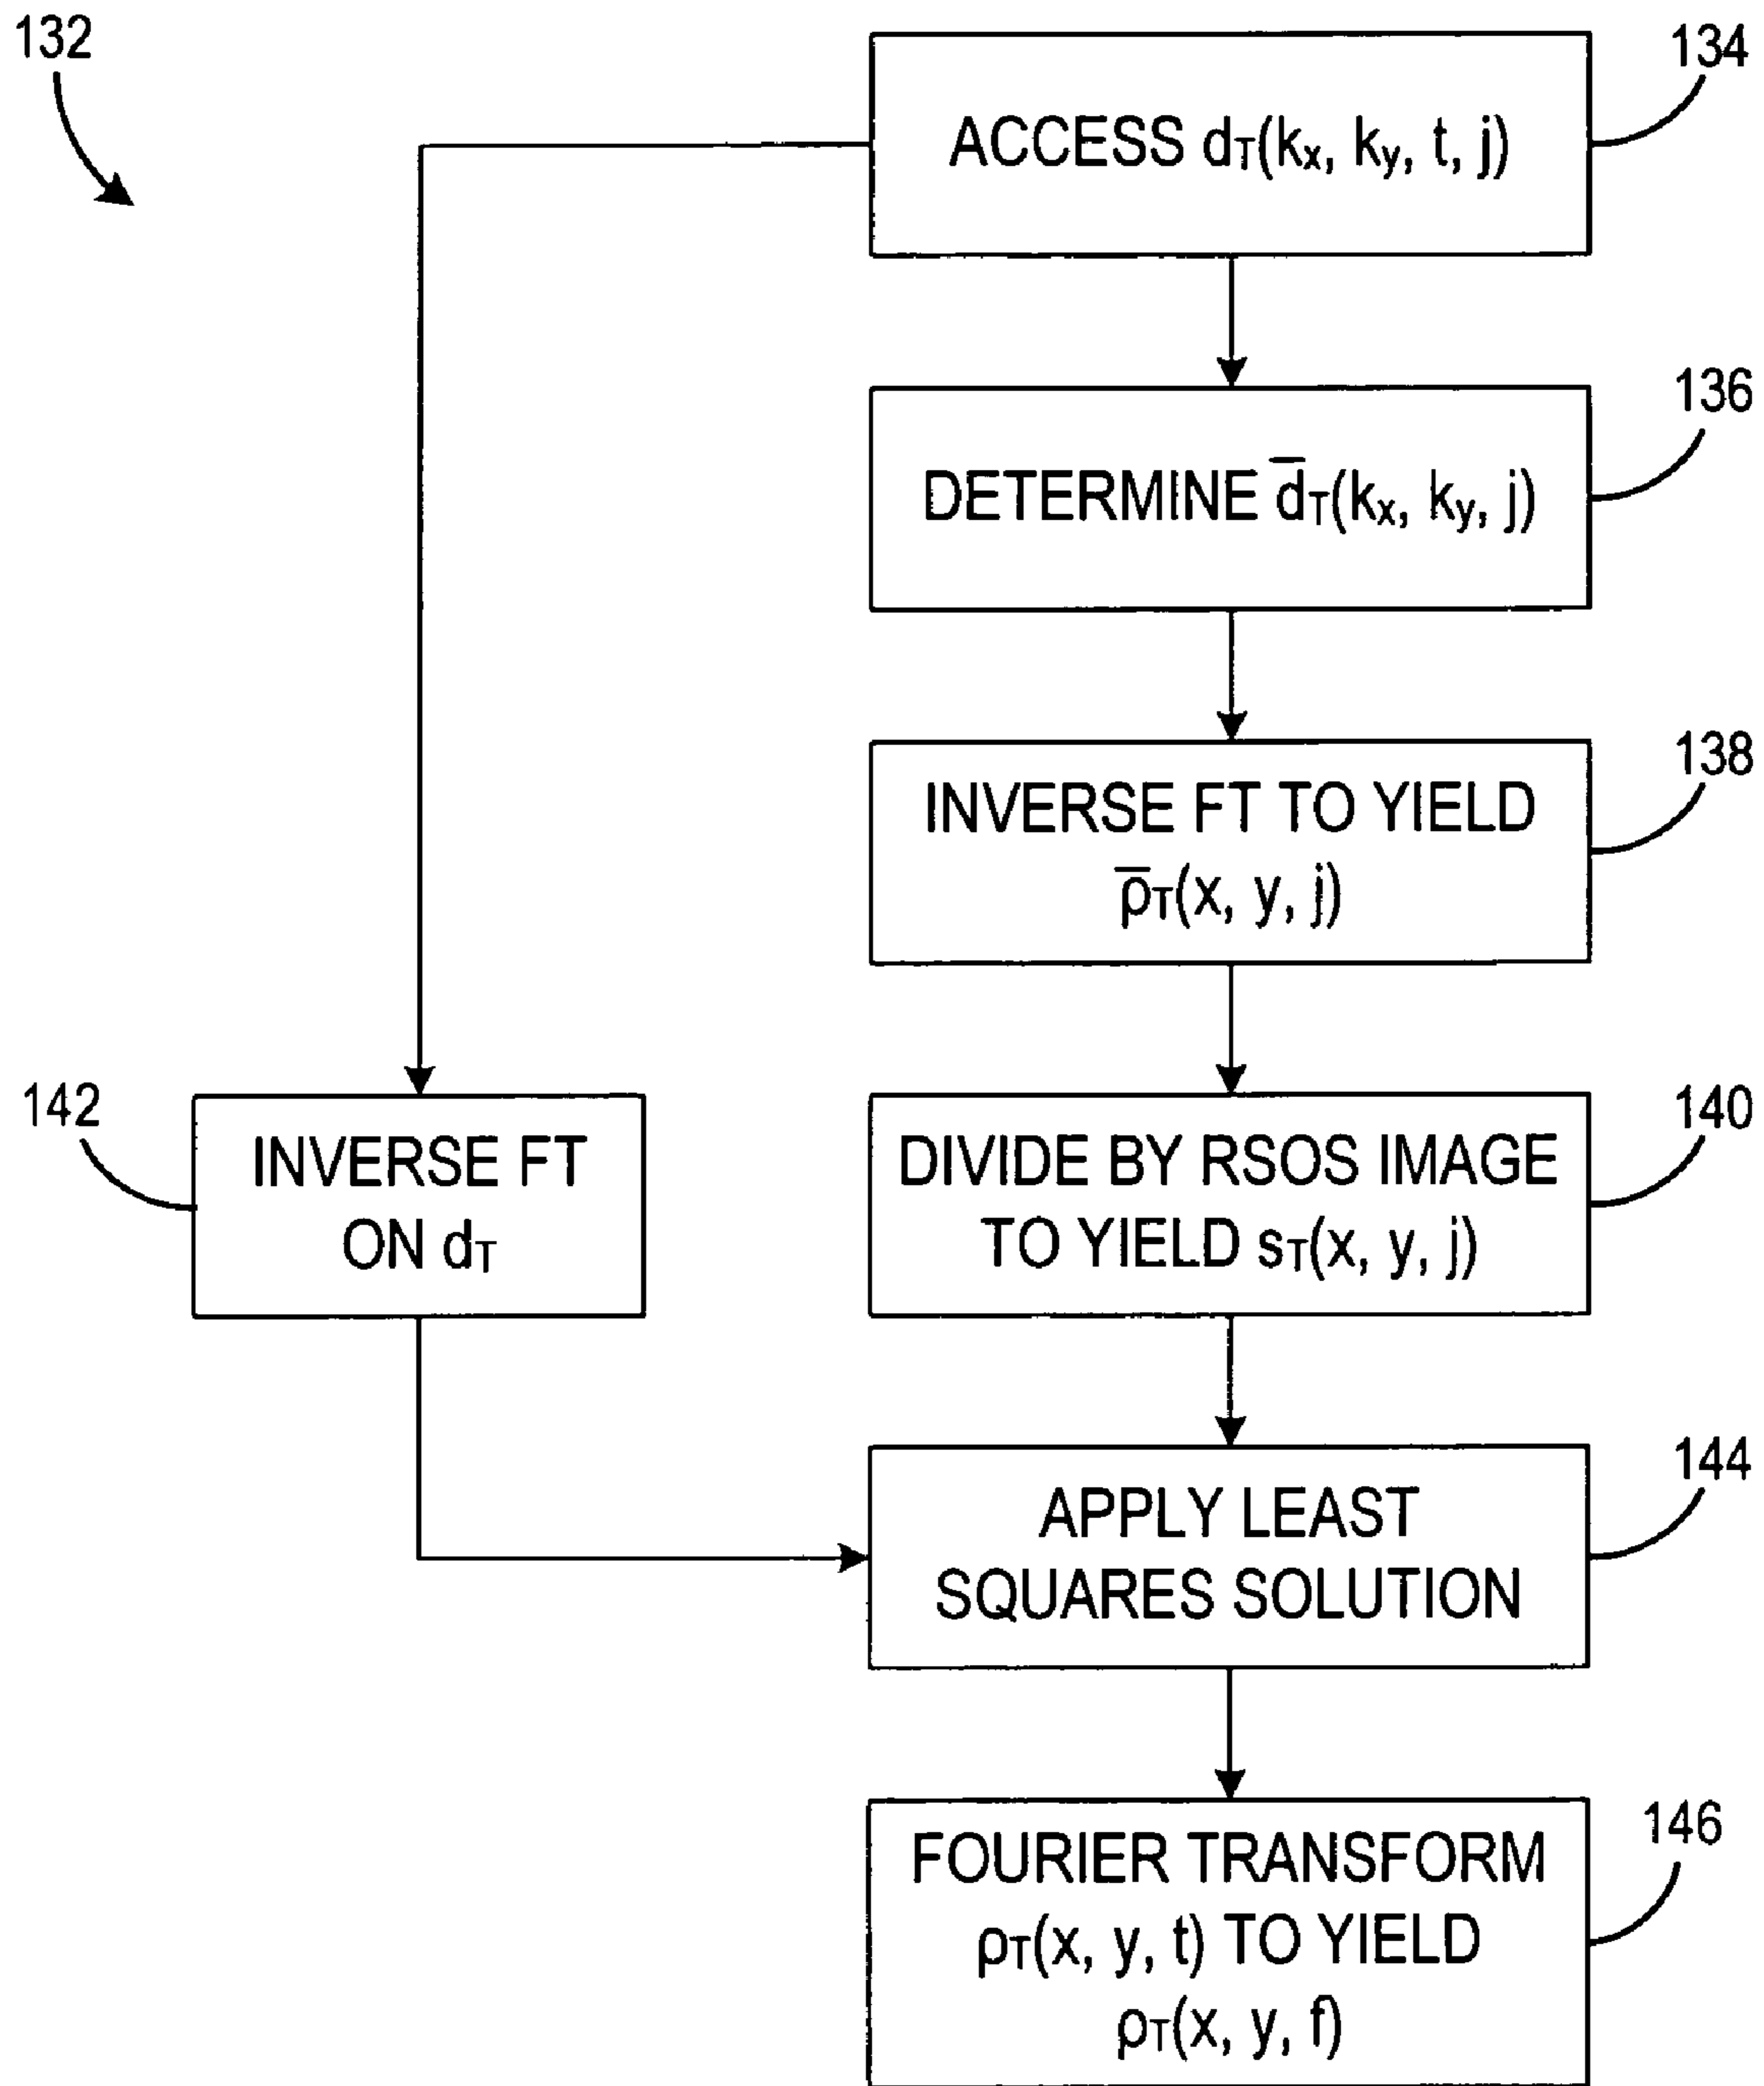 132
134
ACCESS dT(kx, ky, t, j)
136
DETERMINE d̅T(kx, ky, j)
138
INVERSE FT TO YIELD
ρ̅T(x, y, j)
142
INVERSE FT
ON dT
140
DIVIDE BY RSOS IMAGE
TO YIELD sT(x, y, j)
144
APPLY LEAST
SQUARES SOLUTION
146
FOURIER TRANSFORM
ρT(x, y, t) TO YIELD
ρT(x, y, f)